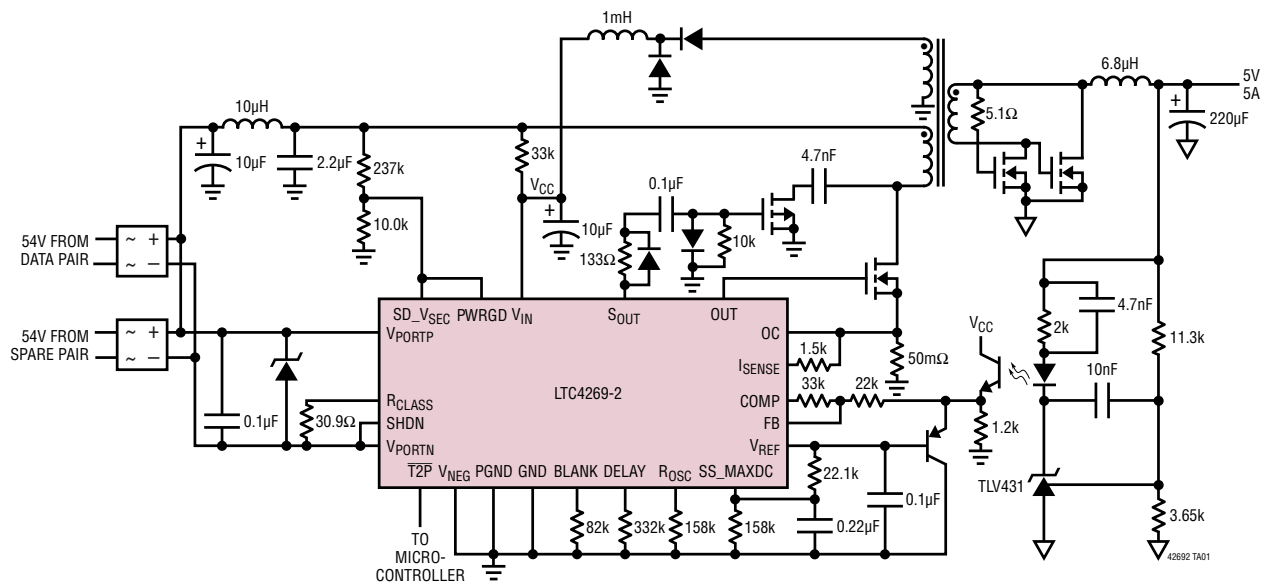 1mH
6.8µH
5V
5A
10µH
5.1Ω
220µF
+
+
10µF
2.2µF
237k
33k
4.7nF
VCC
0.1µF
+
10.0k
10µF
10k
133Ω
54V FROM
DATA PAIR
~ +
~ −
54V FROM
SPARE PAIR
~ +
~ −
SD_VSEC PWRGD VIN SOUT OUT
VPORTP
OC
ISENSE
1.5k
50mΩ
VCC
2k
4.7nF
11.3k
10nF
LTC4269-2
0.1µF
30.9Ω
RCLASS
SHDN
VPORTN
COMP
33k
22k
FB
1.2k
VREF
T2P VNEG PGND GND BLANK DELAY ROSC SS_MAXDC
22.1k
0.1µF
TLV431
82k
332k
158k
158k
0.22µF
3.65k
TO
MICRO-
CONTROLLER
42692 TA01